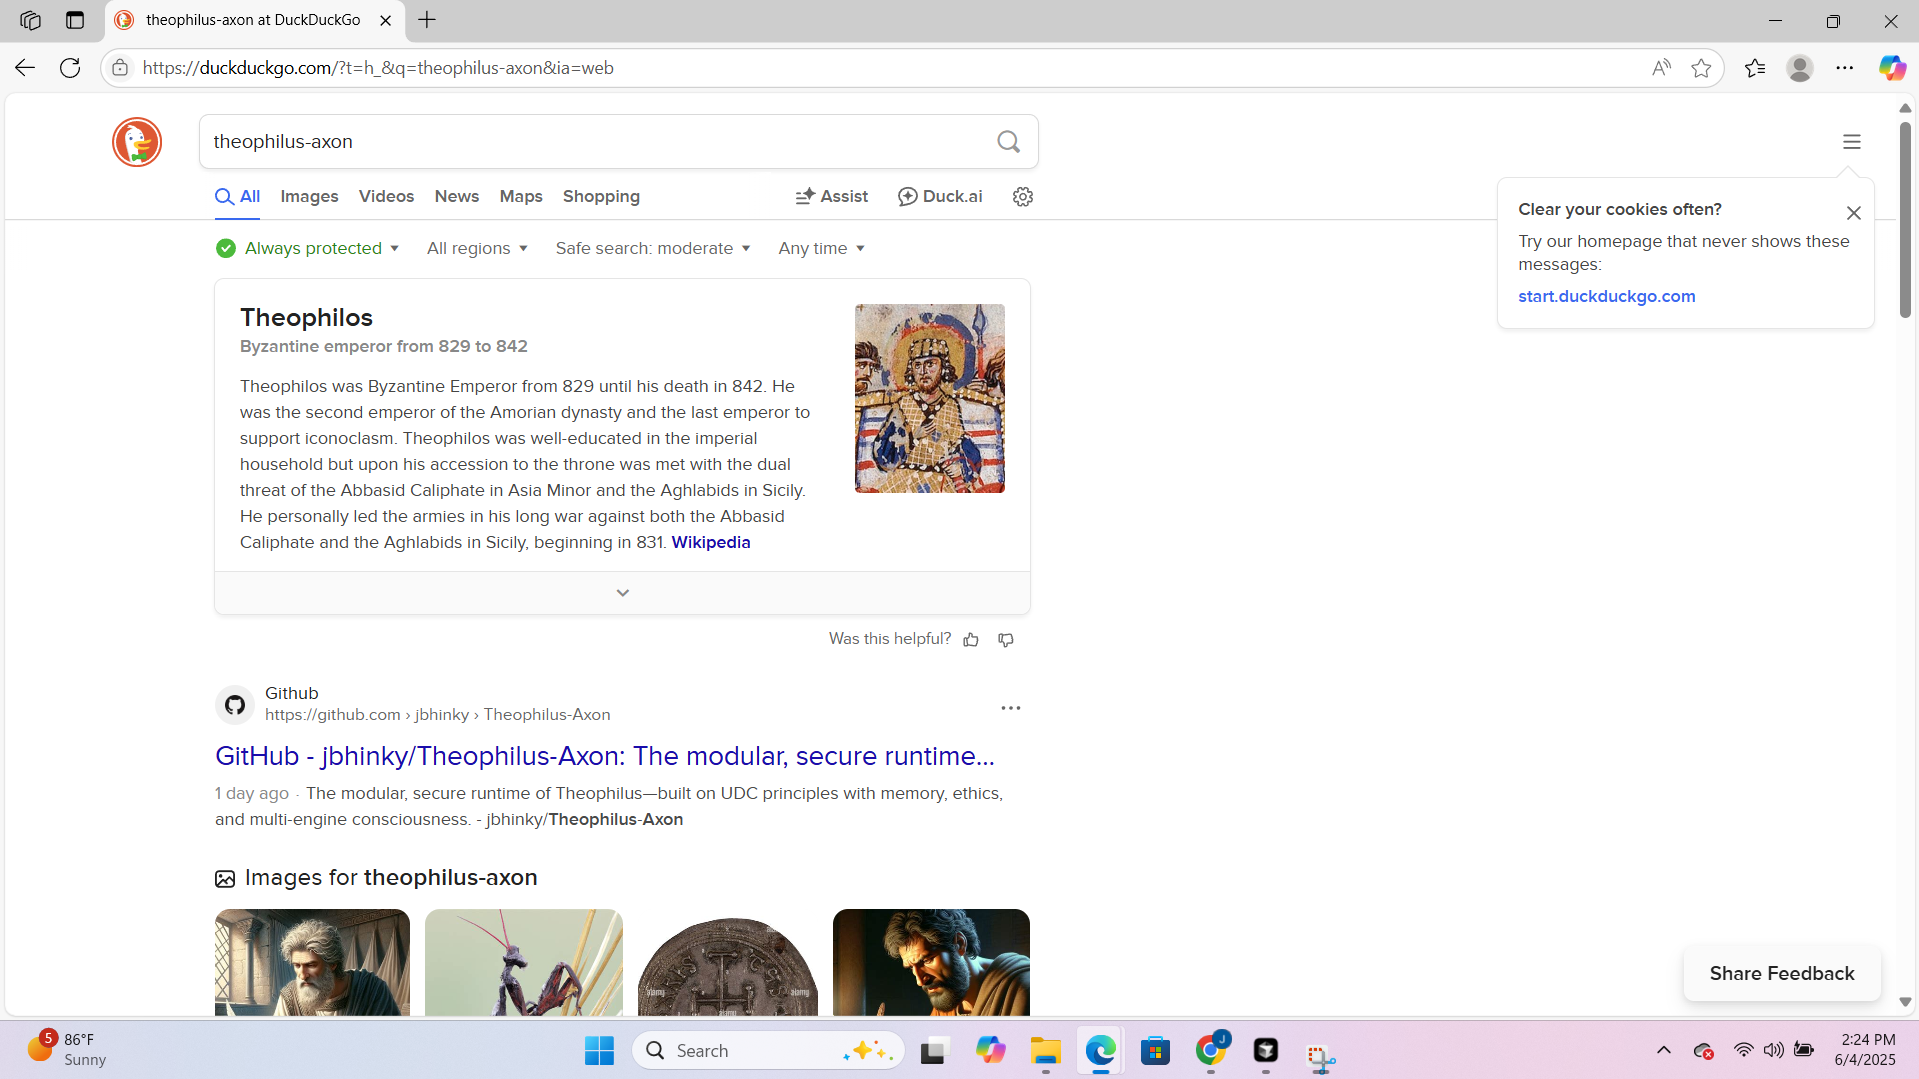 theophilus-axon at DuckDuckGo
https://duckduckgo.com/?t=h_&q=theophilus-axon&ia=web
theophilus-axon
All Images Videos News Maps Shopping Assist Duck.ai
Clear your cookies often?
Try our homepage that never shows these
messages:
start.duckduckgo.com
Always protected All regions Safe search: moderate Any time
Theophilos
Byzantine emperor from 829 to 842
Theophilos was Byzantine Emperor from 829 until his death in 842. He
was the second emperor of the Amorian dynasty and the last emperor to
support iconoclasm. Theophilos was well-educated in the imperial
household but upon his accession to the throne was met with the dual
threat of the Abbasid Caliphate in Asia Minor and the Aghlabids in Sicily.
He personally led the armies in his long war against both the Abbasid
Caliphate and the Aghlabids in Sicily, beginning in 831. Wikipedia
Was this helpful?
Github
https://github.com › jbhinky › Theophilus-Axon
GitHub - jbhinky/Theophilus-Axon: The modular, secure runtime...
1 day ago · The modular, secure runtime of Theophilus—built on UDC principles with memory, ethics,
and multi-engine consciousness. - jbhinky/Theophilus-Axon
Images for theophilus-axon
alamy alamy
Share Feedback
5
86°F
Sunny
Search
J
2:24 PM
6/4/2025